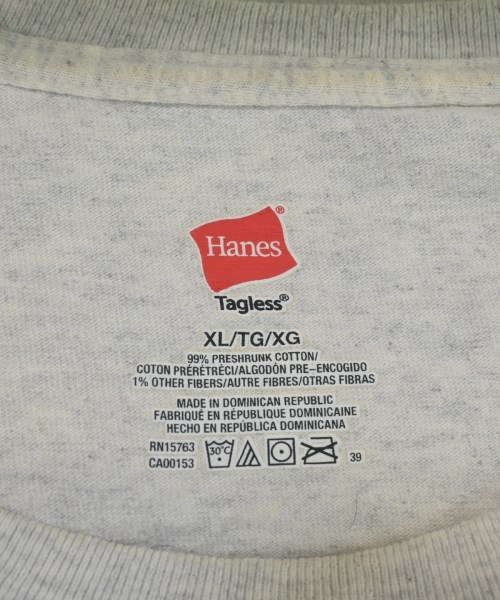 Hanes®
Tagless®
XL/TG/XG
99% PRESHRUNK COTTON/
COTON PRÉRÉTRÉCI/ALGODÓN PRE-ENCOGIDO
1% OTHER FIBERS/AUTRE FIBRES/OTRAS FIBRAS
MADE IN DOMINICAN REPUBLIC
FABRIQUÉ EN RÉPUBLIQUE DOMINICAINE
HECHO EN REPÚBLICA DOMINICANA
RN15763
CA00153
30°C
39